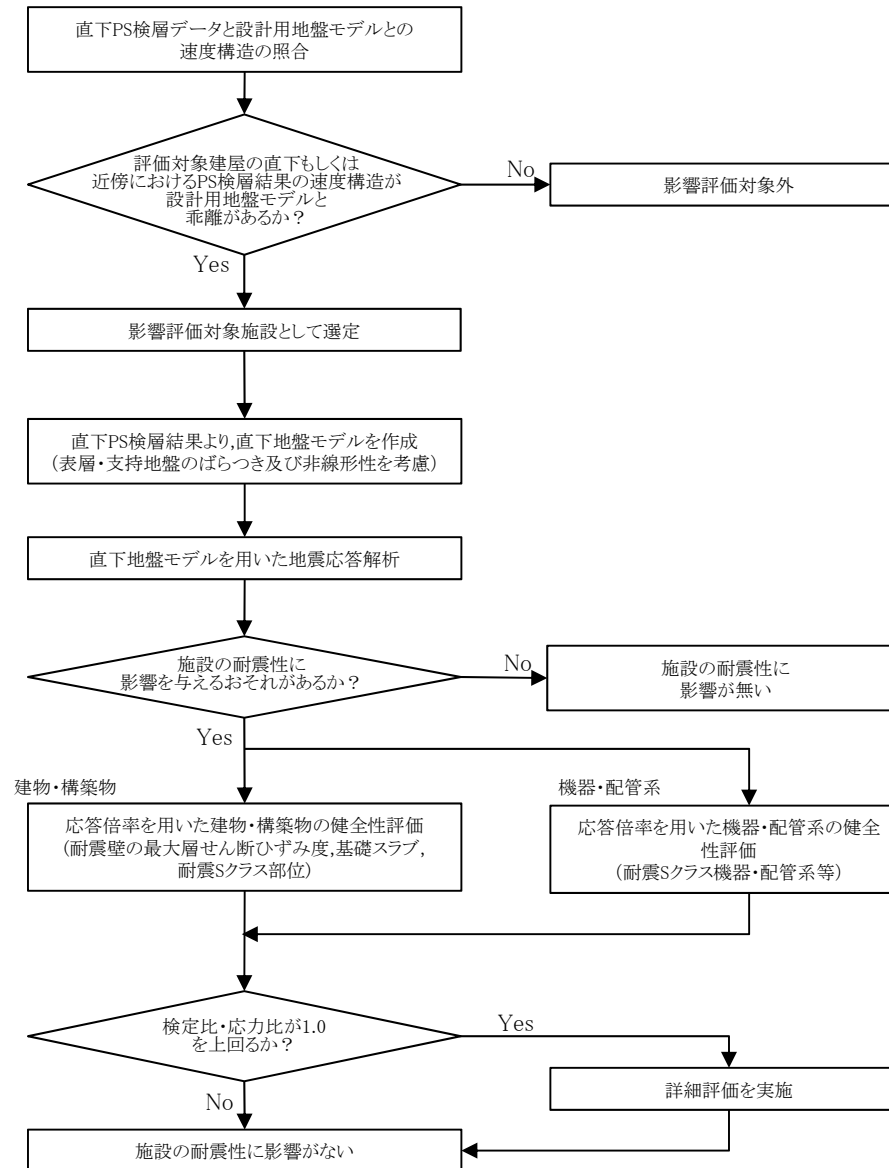 直下PS検層データと設計用地盤モデルとの
速度構造の照合
評価対象建屋の直下もしくは
近傍におけるPS検層結果の速度構造が
設計用地盤モデルと
乖離があるか？
No
影響評価対象外
Yes
影響評価対象施設として選定
直下PS検層結果より,直下地盤モデルを作成
（表層・支持地盤のばらつき及び非線形性を考慮）
直下地盤モデルを用いた地震応答解析
施設の耐震性に
影響を与えるおそれがあるか？
No
施設の耐震性に
影響が無い
Yes
建物・構築物
機器・配管系
応答倍率を用いた建物・構築物の健全性評価
（耐震壁の最大層せん断ひずみ度,基礎スラブ,
耐震Sクラス部位）
応答倍率を用いた機器・配管系の健全
性評価
（耐震Sクラス機器・配管系等）
検定比・応力比が1.0
を上回るか？
Yes
詳細評価を実施
No
施設の耐震性に影響がない